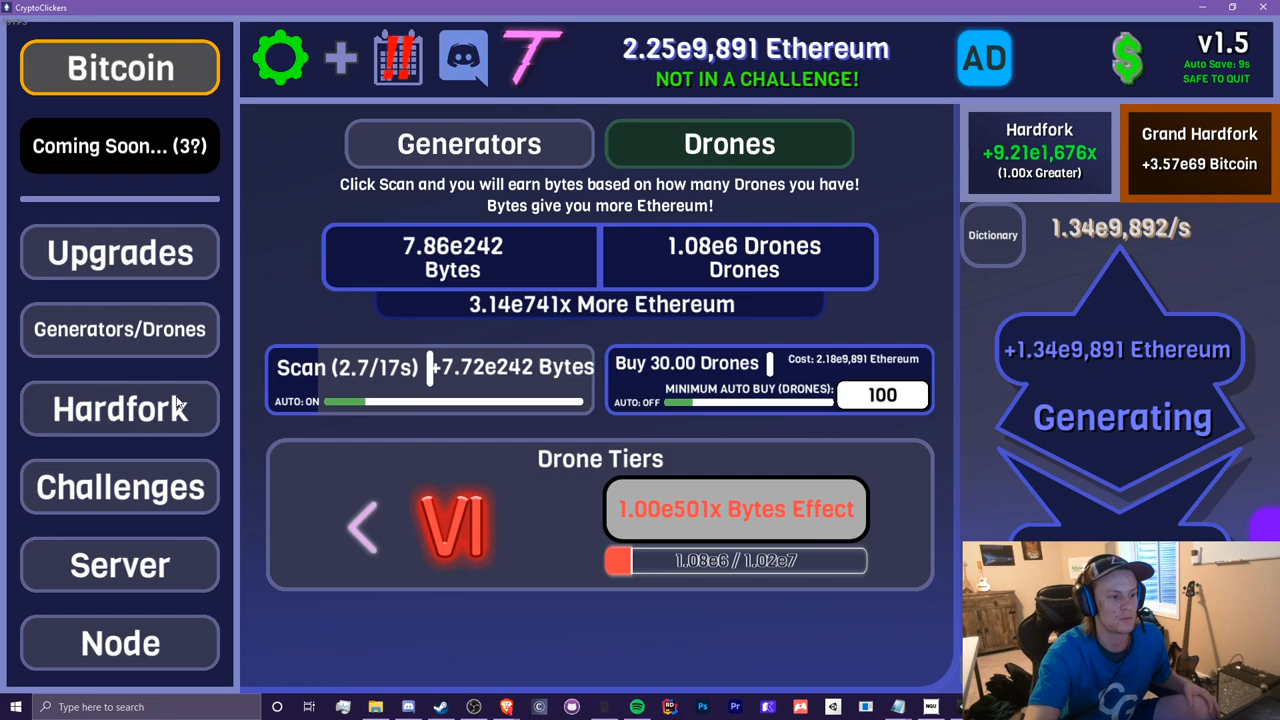 CryptoClickers
Bitcoin
Coming Soon... (3?)
Upgrades
Generators/Drones
Hardfork
Challenges
Server
Node
2.25e9,891 Ethereum
NOT IN A CHALLENGE!
AD
v1.5
Auto Save: 9s
SAFE TO QUIT
Generators
Drones
Click Scan and you will earn bytes based on how many Drones you have!
Bytes give you more Ethereum!
7.86e242
Bytes
1.08e6 Drones
Drones
3.14e741x More Ethereum
Scan (2.7/17s)
+7.72e242 Bytes
AUTO: ON
Buy 30.00 Drones
Cost: 2.18e9,891 Ethereum
MINIMUM AUTO BUY (DRONES):
100
AUTO: OFF
Drone Tiers
VI
1.00e501x Bytes Effect
1.08e6 / 1.02e7
Hardfork
+9.21e1,676x
(1.00x Greater)
Grand Hardfork
+3.57e69 Bitcoin
Dictionary
1.34e9,892/s
+1.34e9,891 Ethereum
Generating
Type here to search